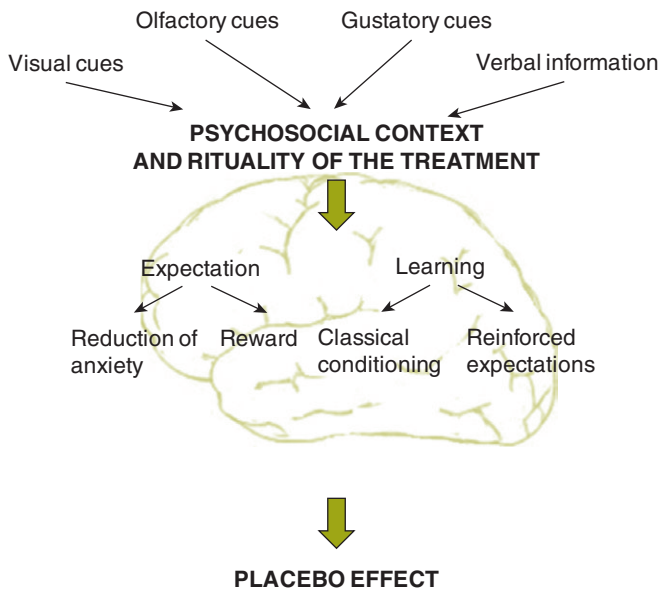 Olfactory cues
Gustatory cues
Visual cues
Verbal information
PSYCHOSOCIAL CONTEXT
AND RITUALITY OF THE TREATMENT
Expectation
Learning
Reduction of
anxiety
Reward
Classical
conditioning
Reinforced
expectations
PLACEBO EFFECT